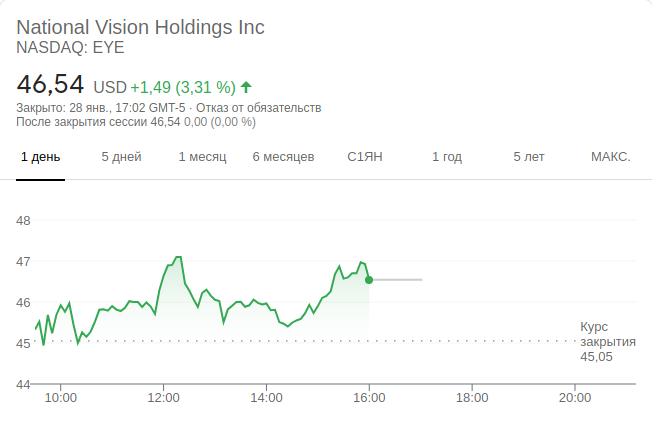 National Vision Holdings Inc
NASDAQ: EYE
46,54 USD +1,49 (3,31 %)
Закрыто: 28 янв., 17:02 GMT-5 · Отказ от обязательств
После закрытия сессии 46,54 0,00 (0,00 %)
1 день 5 дней 1 месяц 6 месяцев С1ЯН 1 год 5 лет МАКС.
48
47
46
45
44
Курс
закрытия
45,05
10:00 12:00 14:00 16:00 18:00 20:00